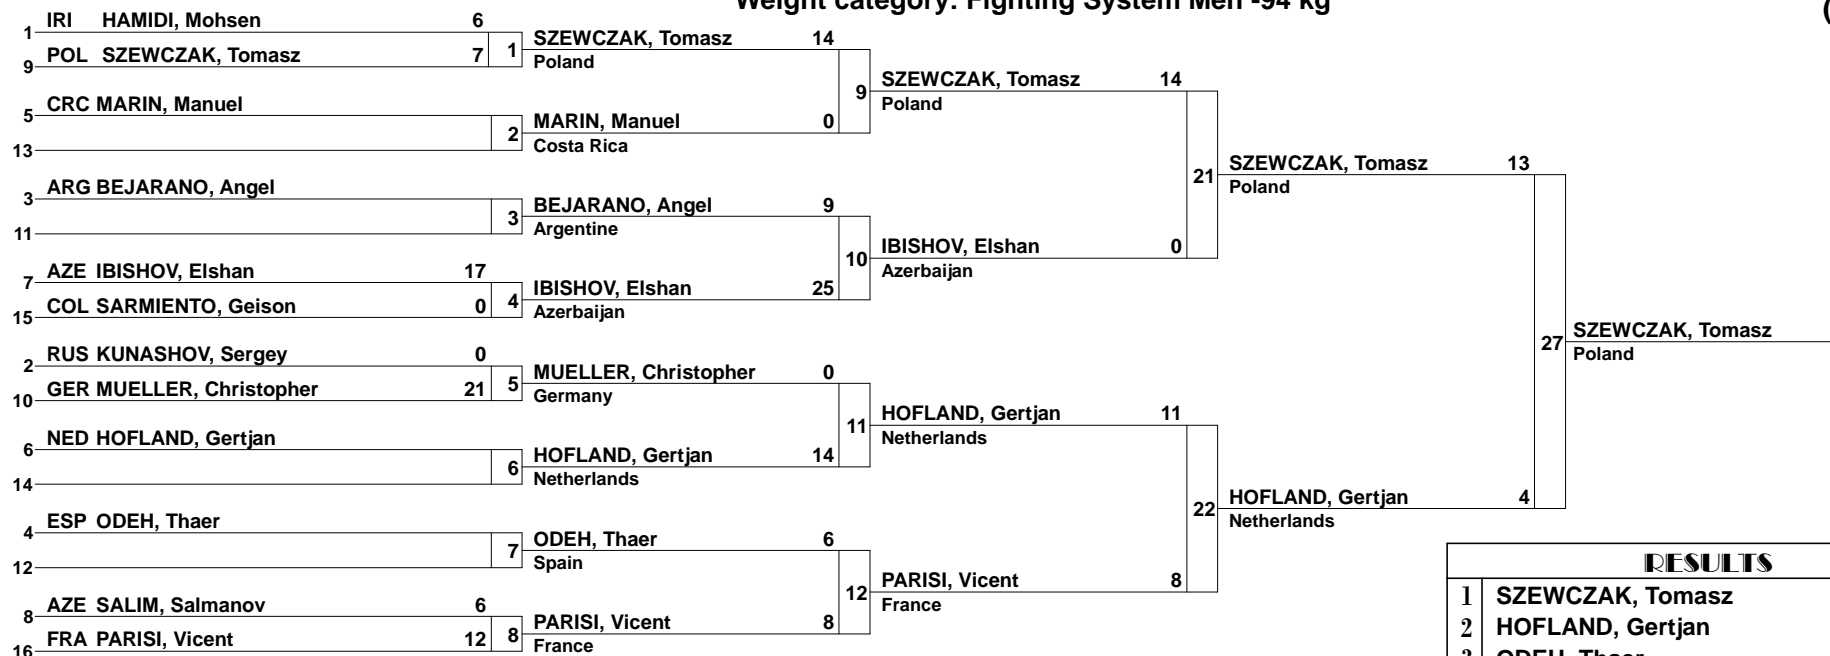 Weight category: Fighting System Men -94 kg
(
1 IRI HAMIDI, Mohsen 6
9 POL SZEWCZAK, Tomasz 7
1
SZEWCZAK, Tomasz 14
Poland
5 CRC MARIN, Manuel
13
2
MARIN, Manuel 0
Costa Rica
9
SZEWCZAK, Tomasz 14
Poland
3 ARG BEJARANO, Angel
11
3
BEJARANO, Angel 9
Argentine
7 AZE IBISHOV, Elshan 17
15 COL SARMIENTO, Geison 0
4
IBISHOV, Elshan 25
Azerbaijan
10
IBISHOV, Elshan 0
Azerbaijan
21
SZEWCZAK, Tomasz 13
Poland
2 RUS KUNASHOV, Sergey 0
10 GER MUELLER, Christopher 21
5
MUELLER, Christopher 0
Germany
6 NED HOFLAND, Gertjan
14
6
HOFLAND, Gertjan 14
Netherlands
11
HOFLAND, Gertjan 11
Netherlands
4 ESP ODEH, Thaer
12
7
ODEH, Thaer 6
Spain
8 AZE SALIM, Salmanov 6
16 FRA PARISI, Vicent 12
8
PARISI, Vicent 8
France
12
PARISI, Vicent 8
France
22
HOFLAND, Gertjan 4
Netherlands
27
SZEWCZAK, Tomasz
Poland
RESULTS
1 SZEWCZAK, Tomasz
2 HOFLAND, Gertjan
3 ODEH, Thaer